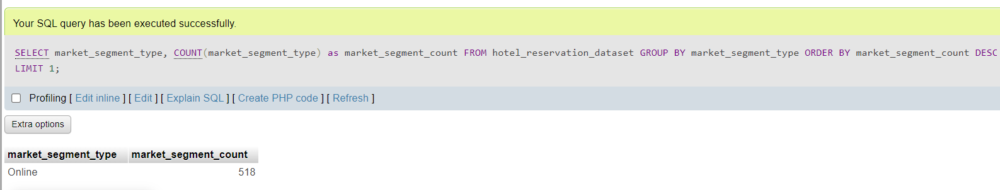 Your SQL query has been executed successfully.
SELECT market_segment_type, COUNT(market_segment_type) as market_segment_count FROM hotel_reservation_dataset GROUP BY market_segment_type ORDER BY market_segment_count DESC
LIMIT 1;
Profiling [ Edit inline ] [ Edit ] [ Explain SQL ] [ Create PHP code ] [ Refresh ]
Extra options
market_segment_type market_segment_count
Online 518